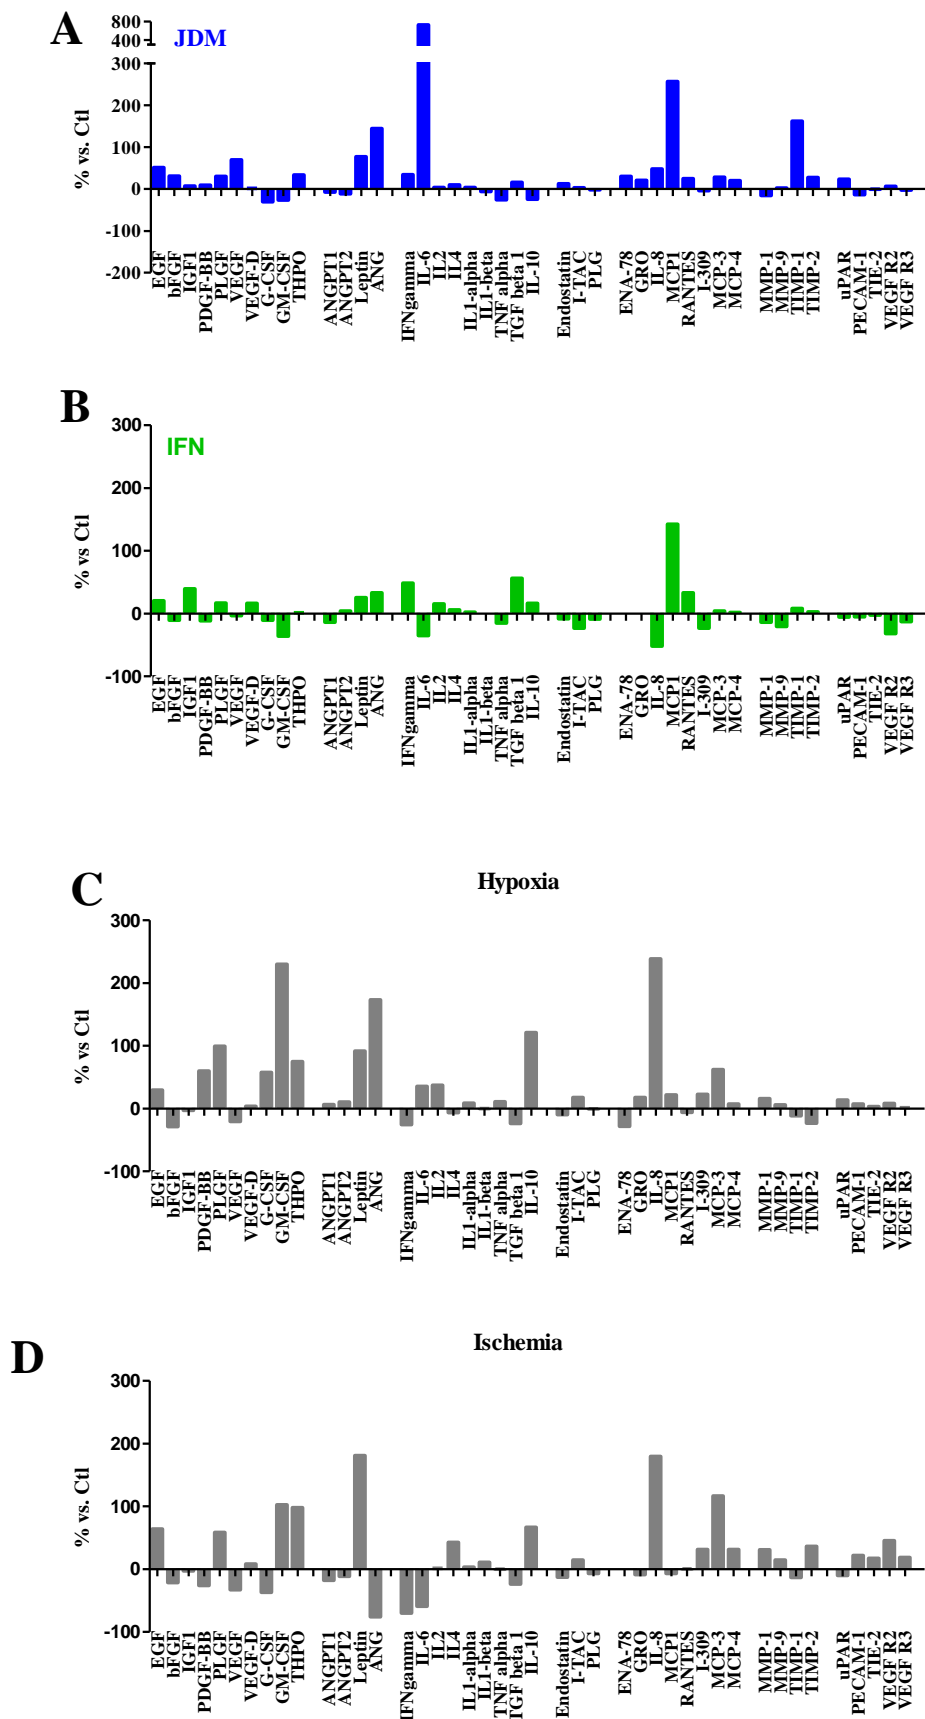 A
JDM
% vs. Ctl
800
400
300
200
100
0
-100
-200
EGF
bFGF
IGF1
PDGF-BB
PLGF
VEGF
VEGF-D
G-CSF
GM-CSF
THPO
ANGPT1
ANGPT2
Leptin
ANG
IFNgamma
IL-6
IL2
IL4
IL1-alpha
IL1-beta
TNF alpha
TGF beta 1
IL-10
Endostatin
I-TAC
PLG
ENA-78
GRO
IL-8
MCP1
RANTES
I-309
MCP-3
MCP-4
MMP-1
MMP-9
TIMP-1
TIMP-2
uPAR
PECAM-1
TIE-2
VEGF R2
VEGF R3
B
IFN
% vs Ctl
300
200
100
0
-100
EGF
bFGF
IGF1
PDGF-BB
PLGF
VEGF
VEGF-D
G-CSF
GM-CSF
THPO
ANGPT1
ANGPT2
Leptin
ANG
IFNgamma
IL-6
IL2
IL4
IL1-alpha
IL1-beta
TNF alpha
TGF beta 1
IL-10
Endostatin
I-TAC
PLG
ENA-78
GRO
IL-8
MCP1
RANTES
I-309
MCP-3
MCP-4
MMP-1
MMP-9
TIMP-1
TIMP-2
uPAR
PECAM-1
TIE-2
VEGF R2
VEGF R3
C
Hypoxia
% vs Ctl
300
200
100
0
-100
EGF
bFGF
IGF1
PDGF-BB
PLGF
VEGF
VEGF-D
G-CSF
GM-CSF
THPO
ANGPT1
ANGPT2
Leptin
ANG
IFNgamma
IL-6
IL2
IL4
IL1-alpha
IL1-beta
TNF alpha
TGF beta 1
IL-10
Endostatin
I-TAC
PLG
ENA-78
GRO
IL-8
MCP1
RANTES
I-309
MCP-3
MCP-4
MMP-1
MMP-9
TIMP-1
TIMP-2
uPAR
PECAM-1
TIE-2
VEGF R2
VEGF R3
D
Ischemia
% vs. Ctl
300
200
100
0
-100
EGF
bFGF
IGF1
PDGF-BB
PLGF
VEGF
VEGF-D
G-CSF
GM-CSF
THPO
ANGPT1
ANGPT2
Leptin
ANG
IFNgamma
IL-6
IL2
IL4
IL1-alpha
IL1-beta
TNF alpha
TGF beta 1
IL-10
Endostatin
I-TAC
PLG
ENA-78
GRO
IL-8
MCP1
RANTES
I-309
MCP-3
MCP-4
MMP-1
MMP-9
TIMP-1
TIMP-2
uPAR
PECAM-1
TIE-2
VEGF R2
VEGF R3